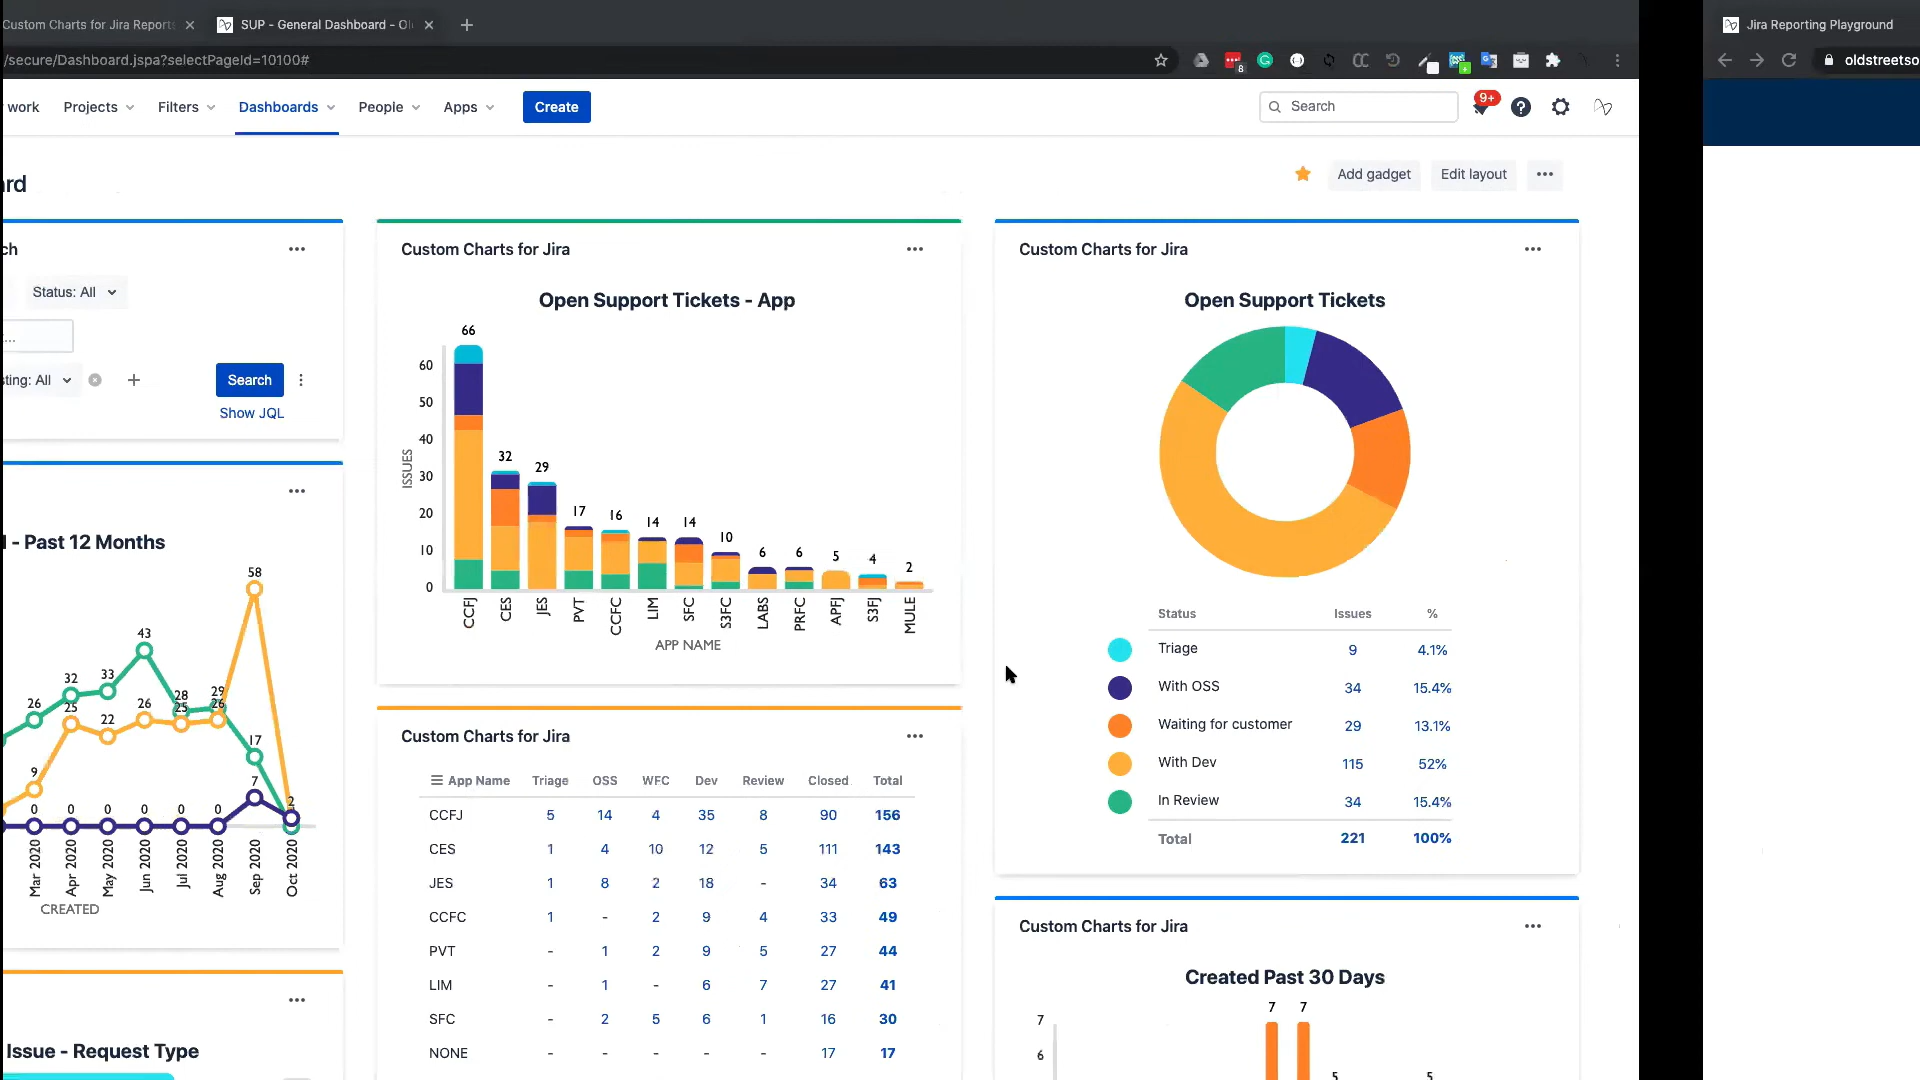 Custom Charts for Jira Reports
SUP - General Dashboard - Ol
Jira Reporting Playground
/secure/Dashboard.jspa?selectPageId=10100#
8
oldstreetso
work
Projects
Filters
Dashboards
People
Apps
Create
Search
9+
rd
Add gadget
Edit layout
ch
Status: All
...
sting: All
Search
Show JQL
- Past 12 Months
58
43
32
33
26
25
22
26
28
25
29
26
17
9
7
2
0
0
0
0
0
0
Mar 2020
Apr 2020
May 2020
Jun 2020
Jul 2020
Aug 2020
Sep 2020
Oct 2020
CREATED
Issue - Request Type
Custom Charts for Jira
Open Support Tickets - App
66
32
29
17
16
14
14
10
6
6
5
4
2
60
50
40
30
20
10
0
ISSUES
CCFJ
CES
JES
PVT
CCFC
LIM
SFC
S3FC
LABS
PRFC
APFJ
S3FJ
MULE
APP NAME
Custom Charts for Jira
App Name Triage OSS WFC Dev Review Closed Total
CCFJ 5 14 4 35 8 90 156
CES 1 4 10 12 5 111 143
JES 1 8 2 18 - 34 63
CCFC 1 - 2 9 4 33 49
PVT - 1 2 9 5 27 44
LIM - 1 - 6 7 27 41
SFC - 2 5 6 1 16 30
NONE - - - - - 17 17
Custom Charts for Jira
Open Support Tickets
Status Issues %
Triage 9 4.1%
With OSS 34 15.4%
Waiting for customer 29 13.1%
With Dev 115 52%
In Review 34 15.4%
Total 221 100%
Custom Charts for Jira
Created Past 30 Days
7 7
7
6
5 5